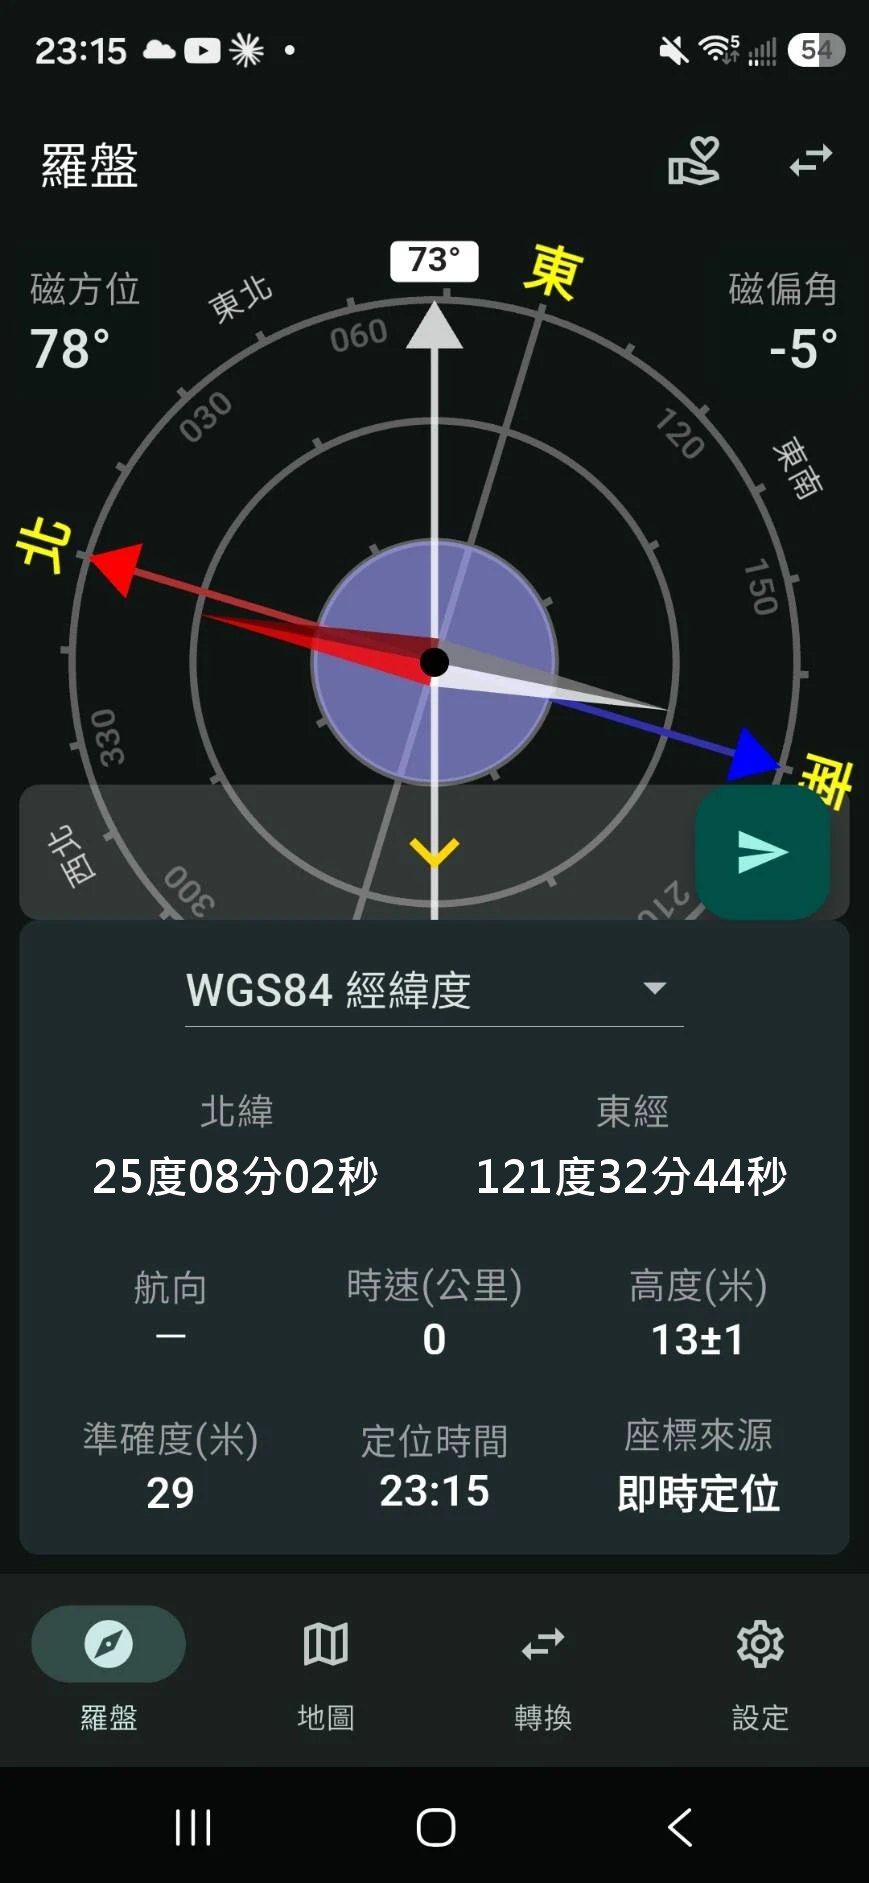 23:15
5
54
羅盤
73°
東
磁方位
78°
東北
060
磁偏角
-5°
030
120
東南
北
150
330
南
西北
300
210
WGS84 經緯度
北緯
東經
25度08分02秒
121度32分44秒
航向
時速(公里)
高度(米)
—
0
13±1
準確度(米)
定位時間
座標來源
29
23:15
即時定位
羅盤
地圖
轉換
設定